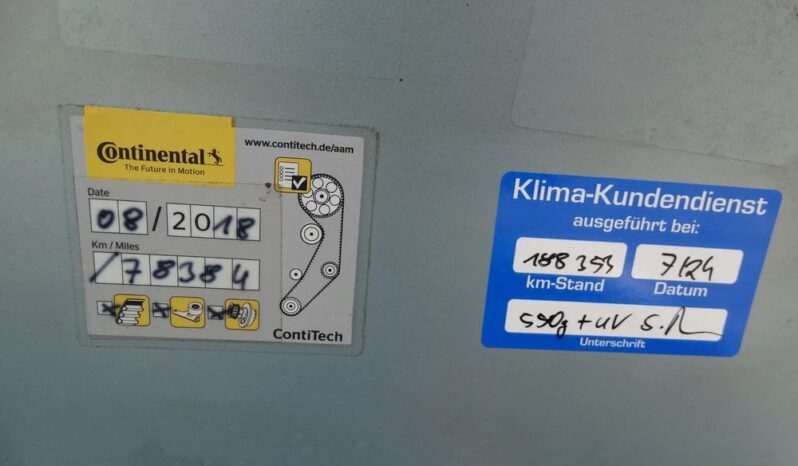 Continental
The Future in Motion
www.contitech.de/aam
Date
08/2018
Km / Miles
/78384
ContiTech
Klima-Kundendienst
ausgeführt bei:
188 353 7/24
km-Stand Datum
590g + UV
Unterschrift